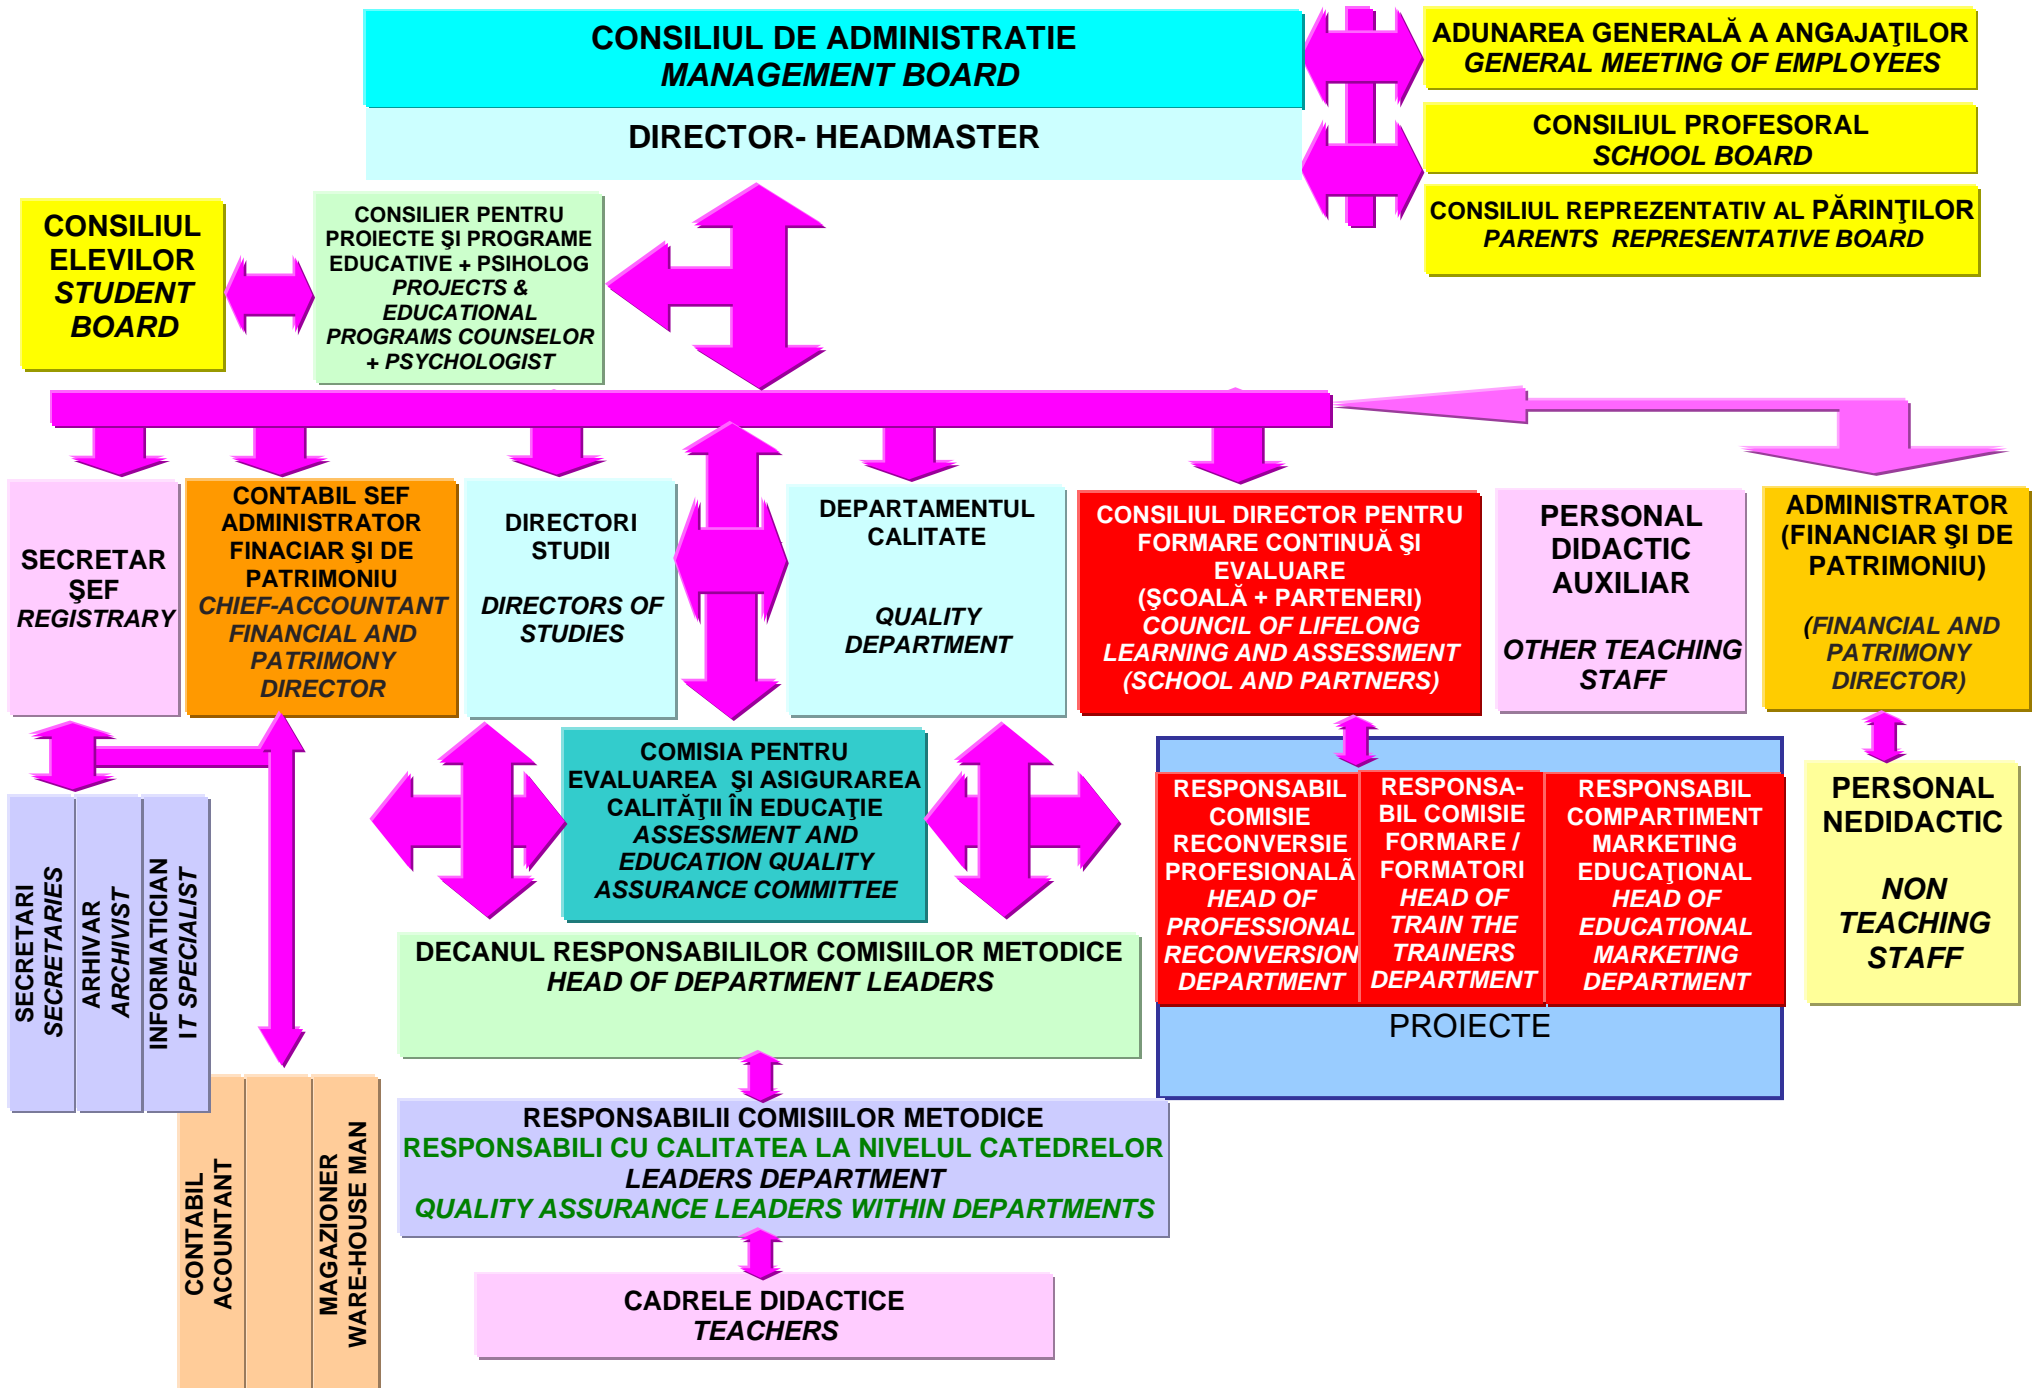 CONSILIUL DE ADMINISTRATIE
MANAGEMENT BOARD
DIRECTOR- HEADMASTER
ADUNAREA GENERALĂ A ANGAJAŢILOR
GENERAL MEETING OF EMPLOYEES
CONSILIUL PROFESORAL
SCHOOL BOARD
CONSILIUL REPREZENTATIV AL PĂRINŢILOR
PARENTS REPRESENTATIVE BOARD
CONSILIUL
ELEVILOR
STUDENT
BOARD
CONSILIER PENTRU
PROIECTE ŞI PROGRAME
EDUCATIVE + PSIHOLOG
PROJECTS &
EDUCATIONAL
PROGRAMS COUNSELOR
+ PSYCHOLOGIST
SECRETAR
ŞEF
REGISTRARY
CONTABIL SEF
ADMINISTRATOR
FINACIAR ŞI DE
PATRIMONIU
CHIEF-ACCOUNTANT
FINANCIAL AND
PATRIMONY
DIRECTOR
DIRECTORI
STUDII
DIRECTORS OF
STUDIES
DEPARTAMENTUL
CALITATE
QUALITY
DEPARTMENT
CONSILIUL DIRECTOR PENTRU
FORMARE CONTINUĂ ŞI
EVALUARE
(ŞCOALĂ + PARTENERI)
COUNCIL OF LIFELONG
LEARNING AND ASSESSMENT
(SCHOOL AND PARTNERS)
PERSONAL
DIDACTIC
AUXILIAR
OTHER TEACHING
STAFF
ADMINISTRATOR
(FINANCIAR ŞI DE
PATRIMONIU)
(FINANCIAL AND
PATRIMONY
DIRECTOR)
COMISIA PENTRU
EVALUAREA ŞI ASIGURAREA
CALITĂŢII ÎN EDUCAŢIE
ASSESSMENT AND
EDUCATION QUALITY
ASSURANCE COMMITTEE
RESPONSABIL
COMISIE
RECONVERSIE
PROFESIONALÃ
HEAD OF
PROFESSIONAL
RECONVERSION
DEPARTMENT
RESPONSA-
BIL COMISIE
FORMARE /
FORMATORI
HEAD OF
TRAIN THE
TRAINERS
DEPARTMENT
RESPONSABIL
COMPARTIMENT
MARKETING
EDUCAŢIONAL
HEAD OF
EDUCATIONAL
MARKETING
DEPARTMENT
PROIECTE
PERSONAL
NEDIDACTIC
NON
TEACHING
STAFF
SECRETARI
SECRETARIES
ARHIVAR
ARCHIVIST
INFORMATICIAN
IT SPECIALIST
DECANUL RESPONSABILILOR COMISIILOR METODICE
HEAD OF DEPARTMENT LEADERS
CONTABIL
ACOUNTANT
MAGAZIONER
WARE-HOUSE MAN
RESPONSABILII COMISIILOR METODICE
RESPONSABILI CU CALITATEA LA NIVELUL CATEDRELOR
LEADERS DEPARTMENT
QUALITY ASSURANCE LEADERS WITHIN DEPARTMENTS
CADRELE DIDACTICE
TEACHERS